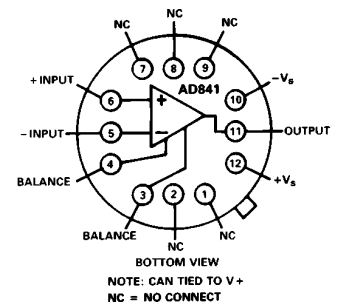 NC
NC
NC
7
8
9
AD841
+INPUT
6
+
10
−Vs
−INPUT
5
−
11
OUTPUT
4
12
+Vs
BALANCE
3
2
1
BALANCE
NC
NC
BOTTOM VIEW
NOTE: CAN TIED TO V+
NC = NO CONNECT